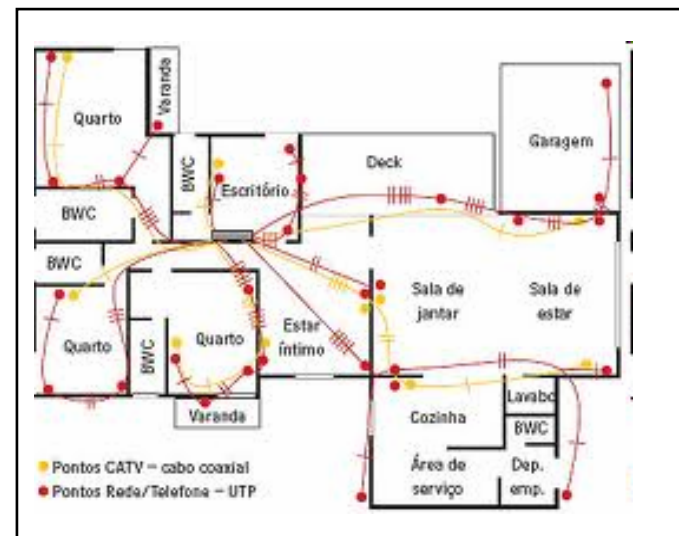 Quarto
Varanda
BWC
Escritório
Deck
Garagem
BWC
BWC
Quarto
BWC
Quarto
Varanda
Estar
íntimo
Sala de
jantar
Sala de
estar
Cozinha
Lavabo
BWC
Área de
serviço
Dep.
emp.
Pontos CATV – cabo coaxial
Pontos Rede/Telefone – UTP